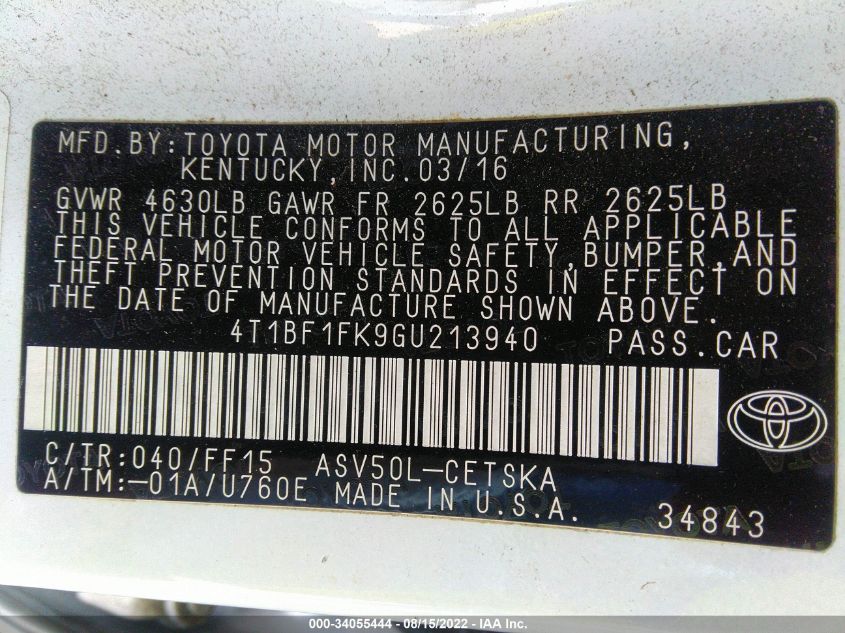 MFD.BY:TOYOTA MOTOR MANUFACTURING,
KENTUCKY,INC.03/16
GVWR 4630LB GAWR FR 2625LB RR 2625LB
THIS VEHICLE CONFORMS TO ALL APPLICABLE
FEDERAL MOTOR VEHICLE SAFETY,BUMPER,AND
THEFT PREVENTION STANDARDS IN EFFECT ON
THE DATE OF MANUFACTURE SHOWN ABOVE.
4T1BF1FK9GU213940 PASS.CAR
C/TR:040/FF15 ASV50L-CETSKA
A/TM:-01A/U760E MADE IN U.S.A. 34843
000-34055444 - 08/15/2022 - IAA Inc.